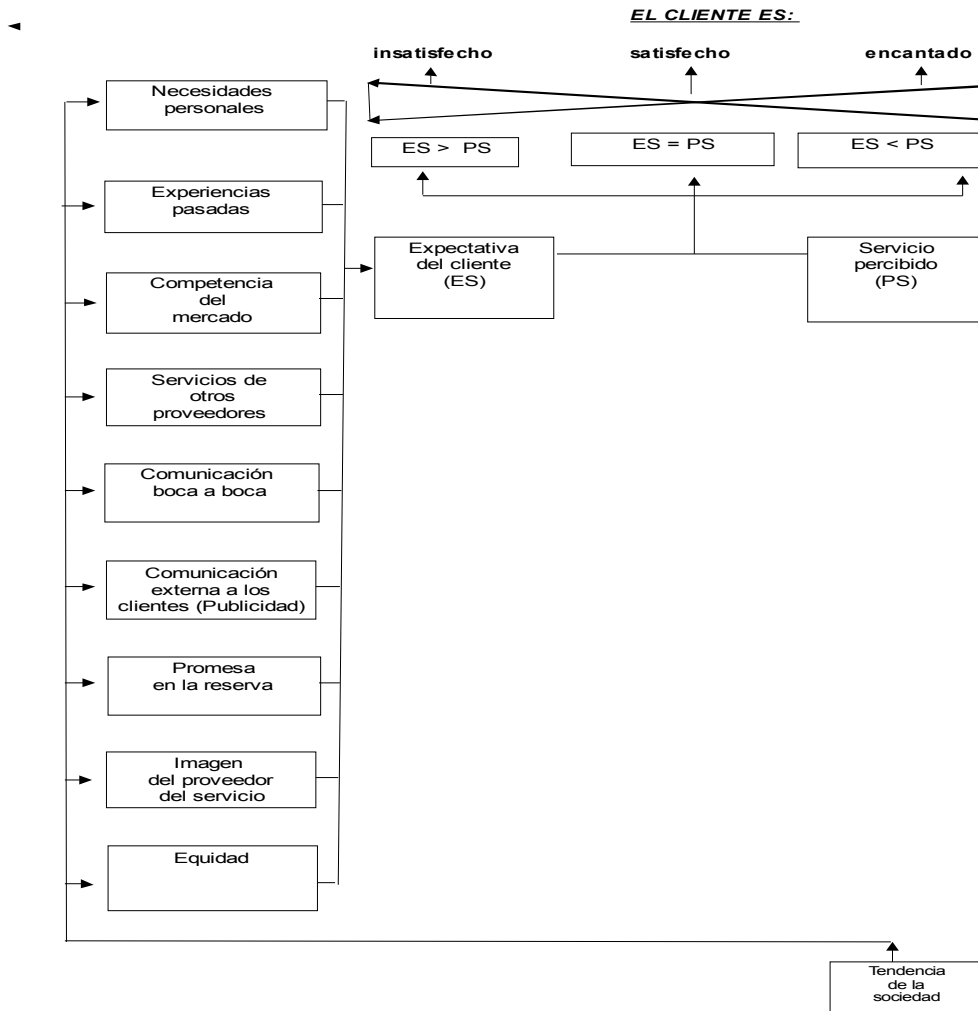 EL CLIENTE ES:
insatisfecho satisfecho encantado
Necesidades
personales
ES > PS
ES = PS
ES < PS
Experiencias
pasadas
Expectativa
del cliente
(ES)
Servicio
percibido
(PS)
Competencia
del
mercado
Servicios de
otros
proveedores
Comunicación
boca a boca
Comunicación
externa a los
clientes (Publicidad)
Promesa
en la reserva
Imagen
del proveedor
del servicio
Equidad
Tendencia
de la
sociedad